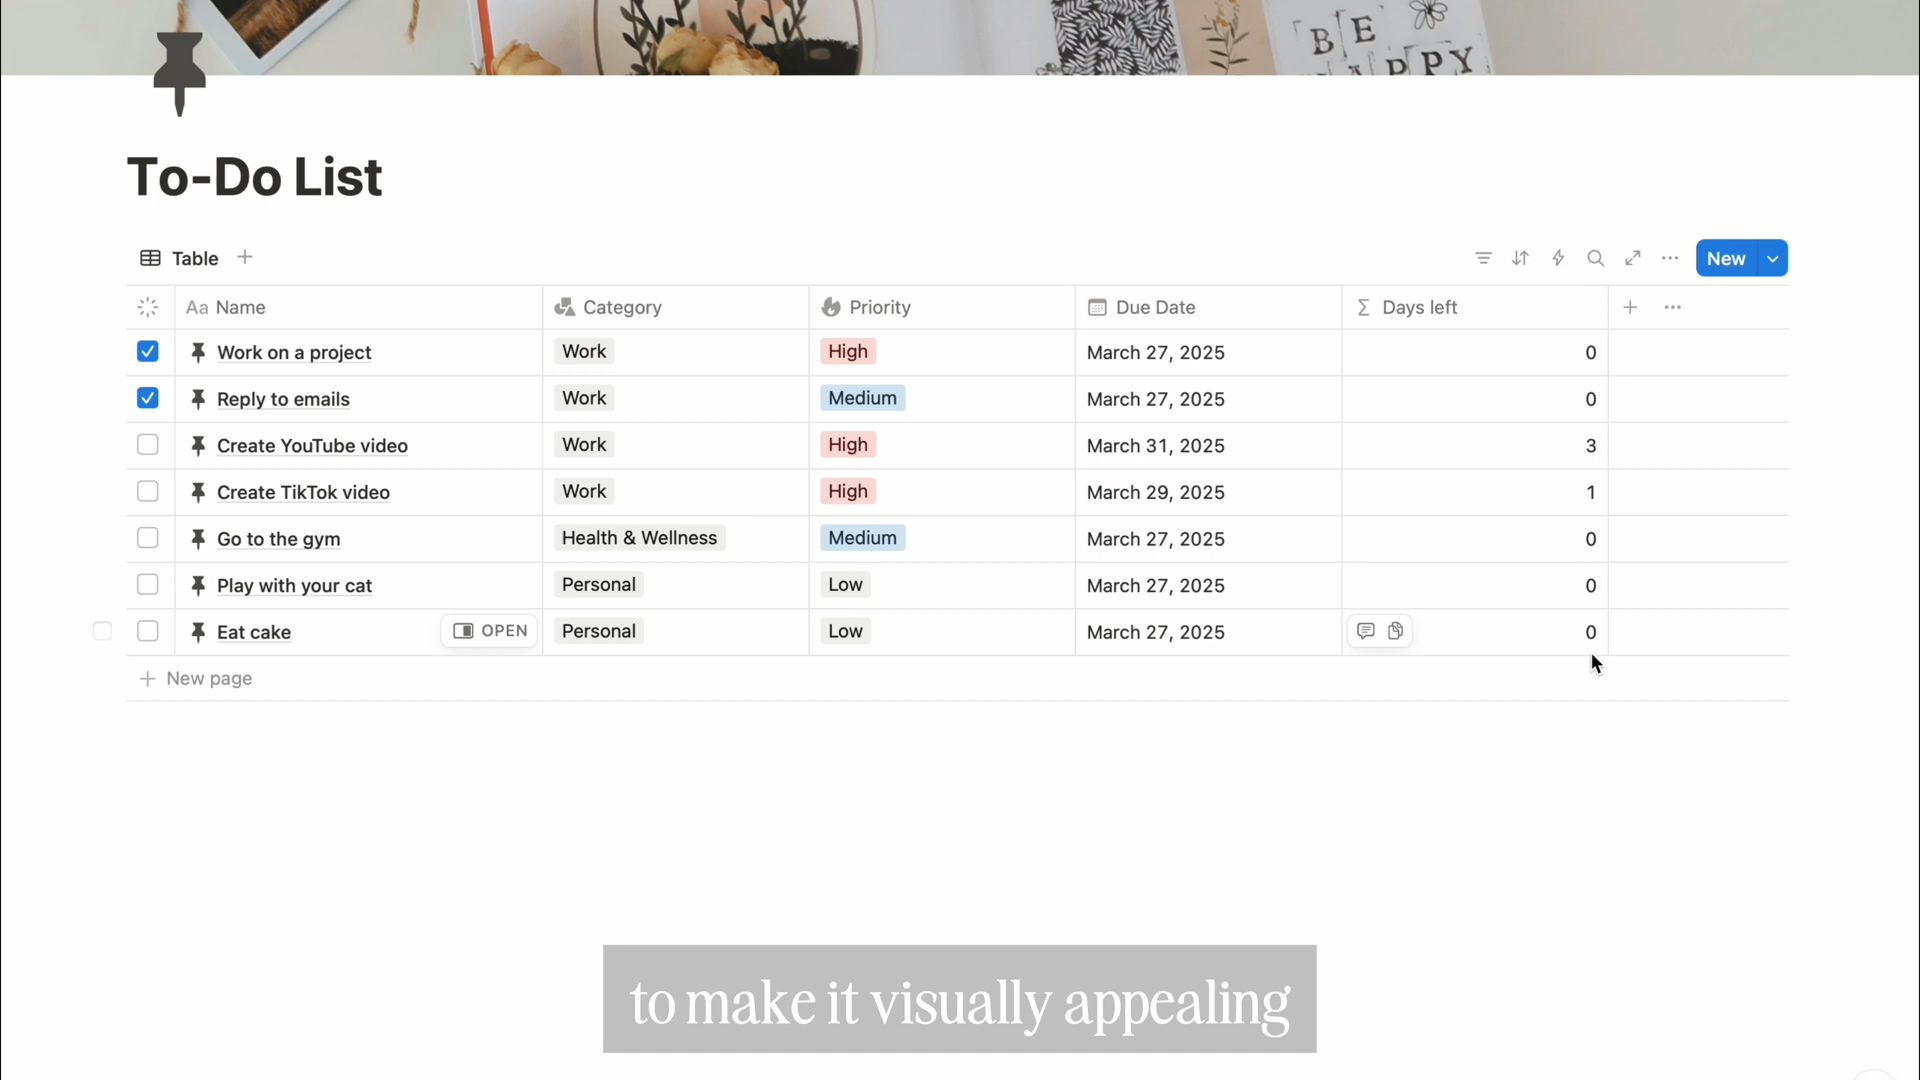 BE
HAPPY
To-Do List
Table
New
Aa Name Category Priority Due Date Σ Days left
Work on a project Work High March 27, 2025 0
Reply to emails Work Medium March 27, 2025 0
Create YouTube video Work High March 31, 2025 3
Create TikTok video Work High March 29, 2025 1
Go to the gym Health & Wellness Medium March 27, 2025 0
Play with your cat Personal Low March 27, 2025 0
Eat cake OPEN Personal Low March 27, 2025 0
+ New page
to make it visually appealing